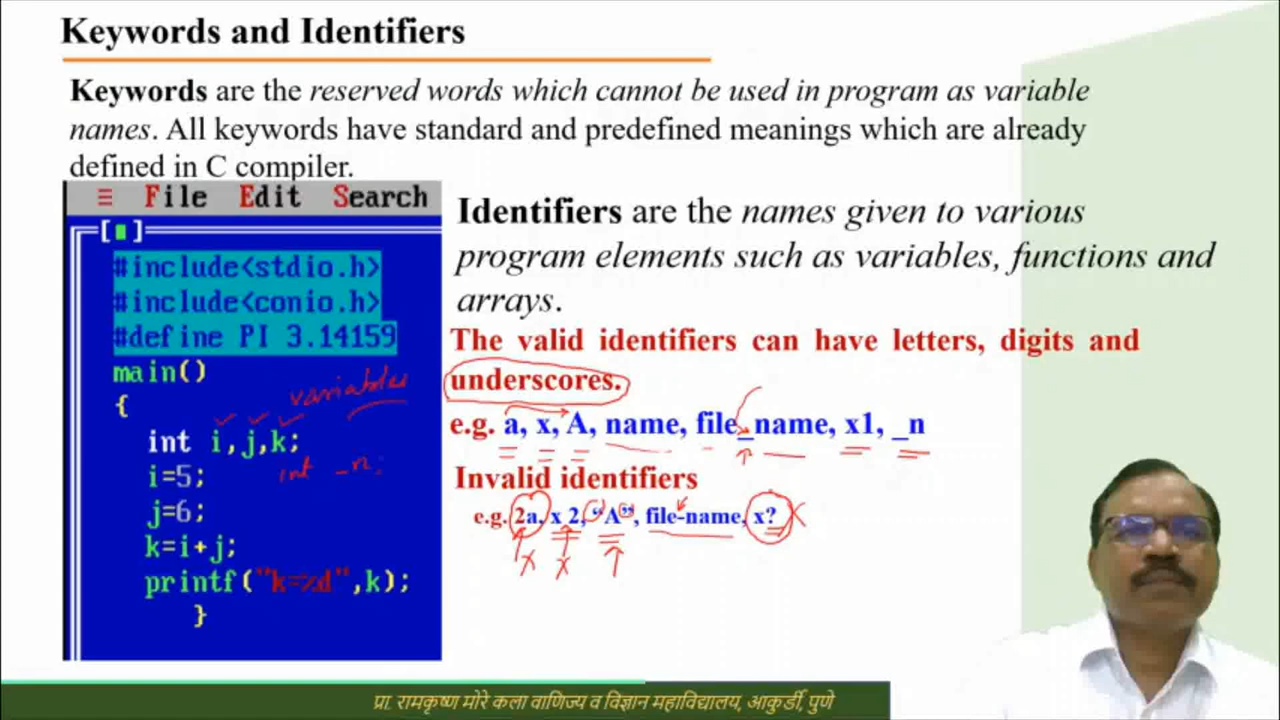 Keywords and Identifiers
Keywords are the reserved words which cannot be used in program as variable
names. All keywords have standard and predefined meanings which are already
defined in C compiler.
≡ File Edit Search
[■]
#include<stdio.h>
#include<conio.h>
#define PI 3.14159
main()
{
variables
int i,j,k;
int _n;
i=5;
j=6;
k=i+j;
printf("k=%d",k);
}
Identifiers are the names given to various
program elements such as variables, functions and
arrays.
The valid identifiers can have letters, digits and
underscores.
e.g. a, x, A, name, file_name, x1, _n
Invalid identifiers
e.g. 2a, x 2, “A”, file-name, x?
प्रा. रामकृष्ण मोरे कला वाणिज्य व विज्ञान महाविद्यालय, आकुर्डी, पुणे